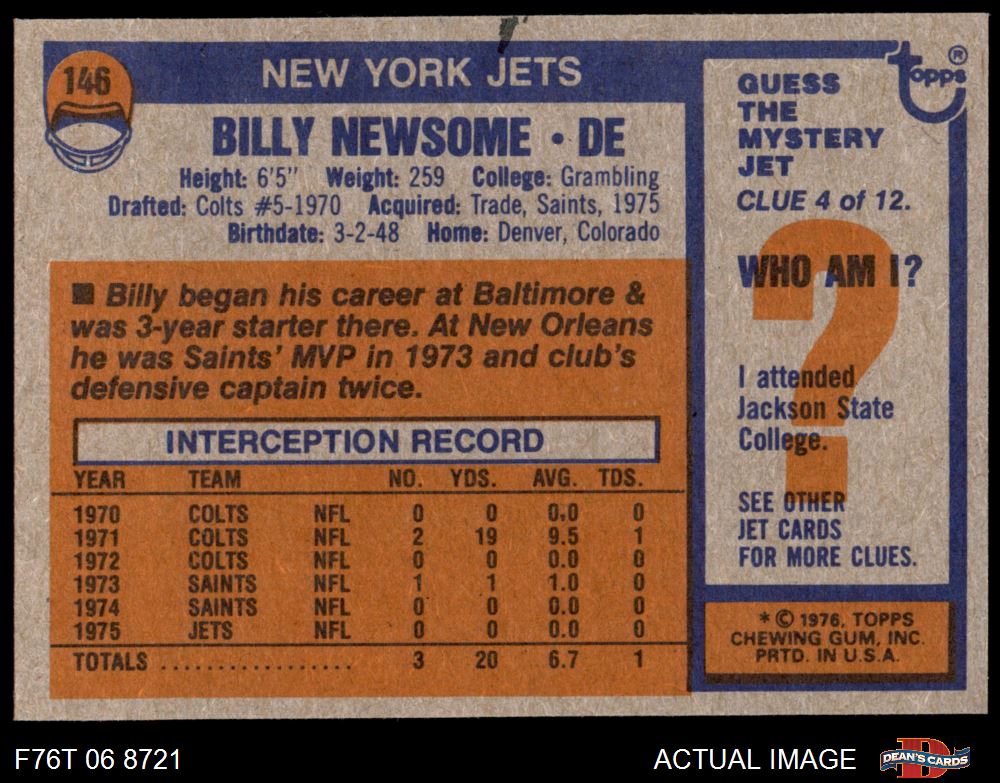 146
NEW YORK JETS
BILLY NEWSOME • DE
Height: 6'5" Weight: 259 College: Grambling
Drafted: Colts #5-1970 Acquired: Trade, Saints, 1975
Birthdate: 3-2-48 Home: Denver, Colorado
■ Billy began his career at Baltimore &
was 3-year starter there. At New Orleans
he was Saints' MVP in 1973 and club's
defensive captain twice.
INTERCEPTION RECORD
YEAR TEAM NO. YDS. AVG. TDS.
1970 COLTS NFL 0 0 0.0 0
1971 COLTS NFL 2 19 9.5 1
1972 COLTS NFL 0 0 0.0 0
1973 SAINTS NFL 1 1 1.0 0
1974 SAINTS NFL 0 0 0.0 0
1975 JETS NFL 0 0 0.0 0
TOTALS .................. 3 20 6.7 1
topps ®
GUESS
THE
MYSTERY
JET
CLUE 4 of 12.
?
WHO AM I?
I attended
Jackson State
College.
SEE OTHER
JET CARDS
FOR MORE CLUES.
* © 1976, TOPPS
CHEWING GUM, INC.
PRTD. IN U.S.A.
F76T 06 8721
ACTUAL IMAGE
D
DEAN'S CARDS